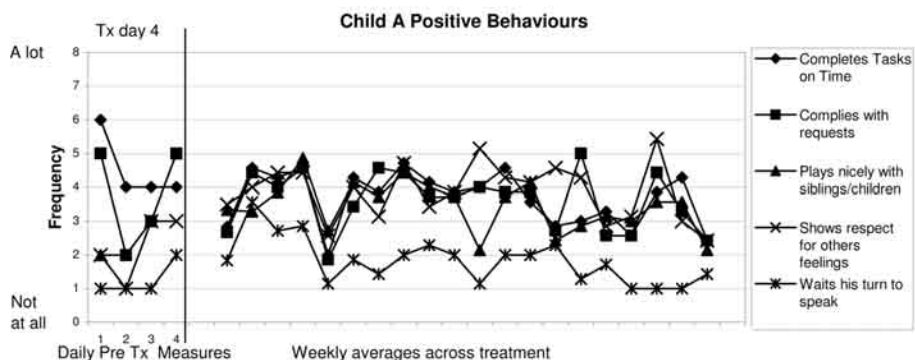 Child A Positive Behaviours
Tx day 4
A lot
8
7
6
5
4
3
2
1
0
Frequency
Not
at all
1 2 3 4
Daily Pre Tx Measures
Weekly averages across treatment
Completes Tasks
on Time
Complies with
requests
Plays nicely with
siblings/children
Shows respect for others
feelings
Waits his turn to
speak